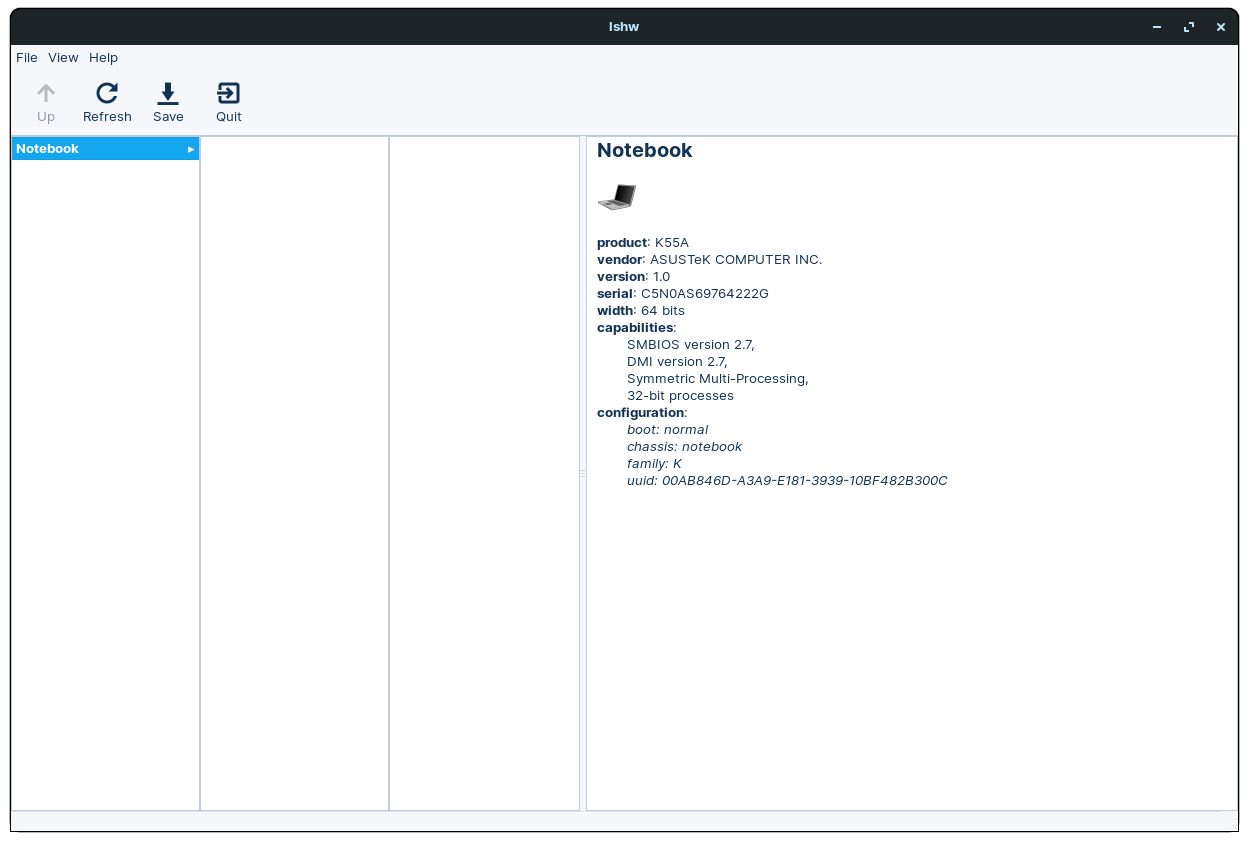 lshw
File View Help
Up Refresh Save Quit
Notebook
Notebook
product: K55A
vendor: ASUSTeK COMPUTER INC.
version: 1.0
serial: C5N0AS69764222G
width: 64 bits
capabilities:
SMBIOS version 2.7,
DMI version 2.7,
Symmetric Multi-Processing,
32-bit processes
configuration:
boot: normal
chassis: notebook
family: K
uuid: 00AB846D-A3A9-E181-3939-10BF482B300C